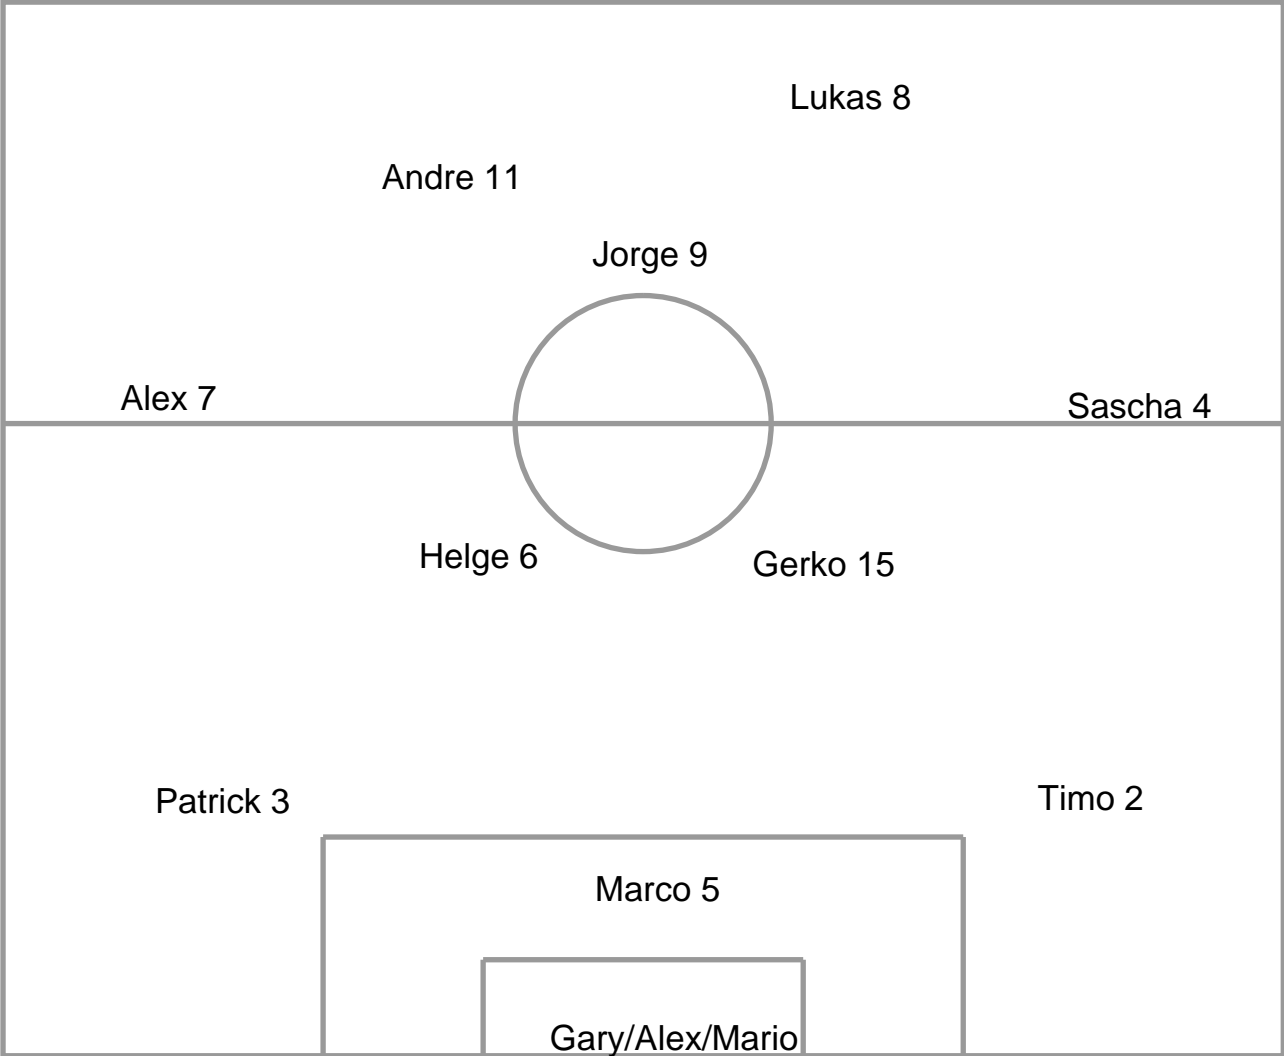 Lukas 8
Andre 11
Jorge 9
Alex 7
Sascha 4
Helge 6
Gerko 15
Patrick 3
Timo 2
Marco 5
Gary/Alex/Mario